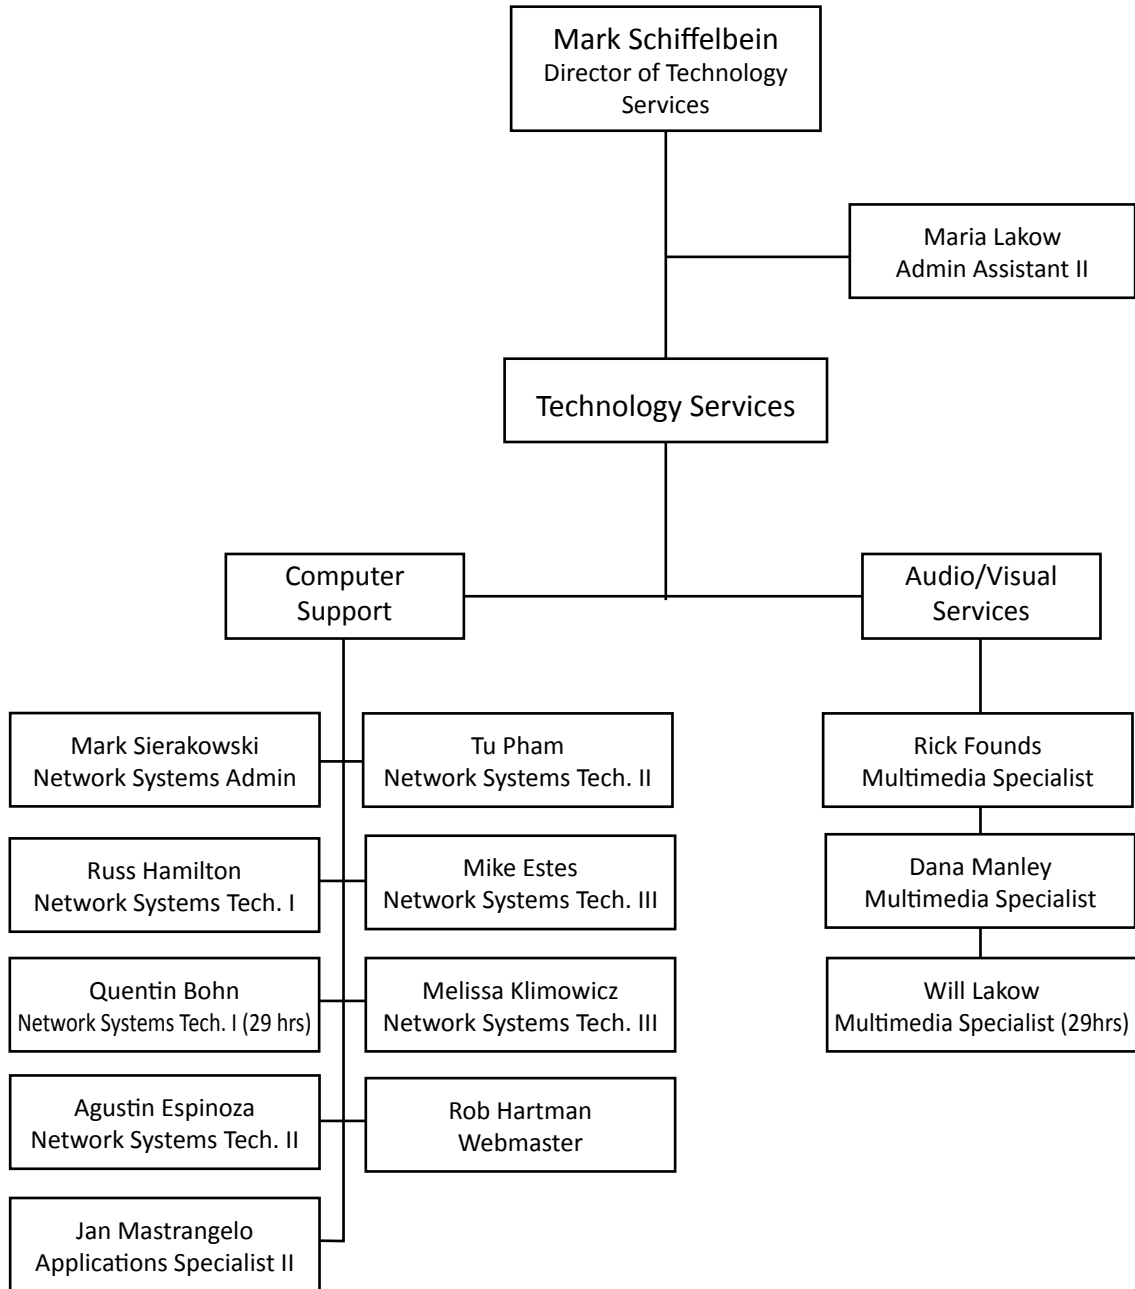 Mark Schiffelbein
Director of Technology
Services
Maria Lakow
Admin Assistant II
Technology Services
Computer
Support
Audio/Visual
Services
Mark Sierakowski
Network Systems Admin
Tu Pham
Network Systems Tech. II
Rick Founds
Multimedia Specialist
Russ Hamilton
Network Systems Tech. I
Mike Estes
Network Systems Tech. III
Dana Manley
Multimedia Specialist
Quentin Bohn
Network Systems Tech. I (29 hrs)
Melissa Klimowicz
Network Systems Tech. III
Will Lakow
Multimedia Specialist (29hrs)
Agustin Espinoza
Network Systems Tech. II
Rob Hartman
Webmaster
Jan Mastrangelo
Applications Specialist II